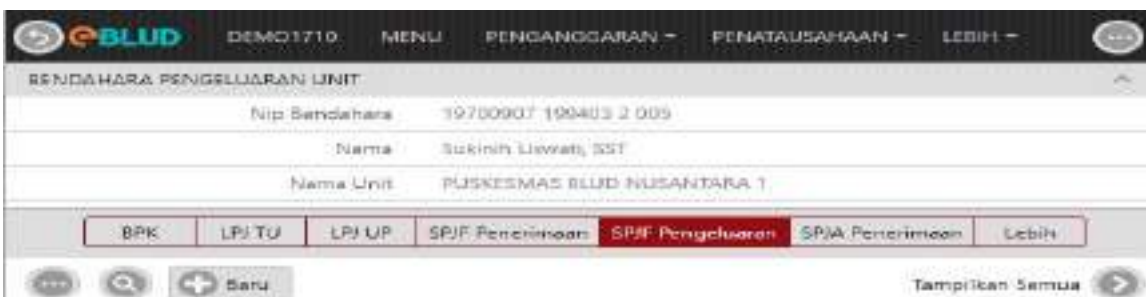 eBLUD DEMO1710 MENU PENGANGGARAN PENATAUSAHAAN LEBIH
BENDAHARA PENGELUARAN UNIT
Nip Bendahara 19700907 199403 2 005
Nama Sukinih Liswati, SST
Nama Unit PUSKESMAS BLUD NUSANTARA 1
BPK LPJ TU LPJ UP SPJF Penerimaan SPJF Pengeluaran SPJA Penerimaan Lebih
Baru Tampilkan Semua